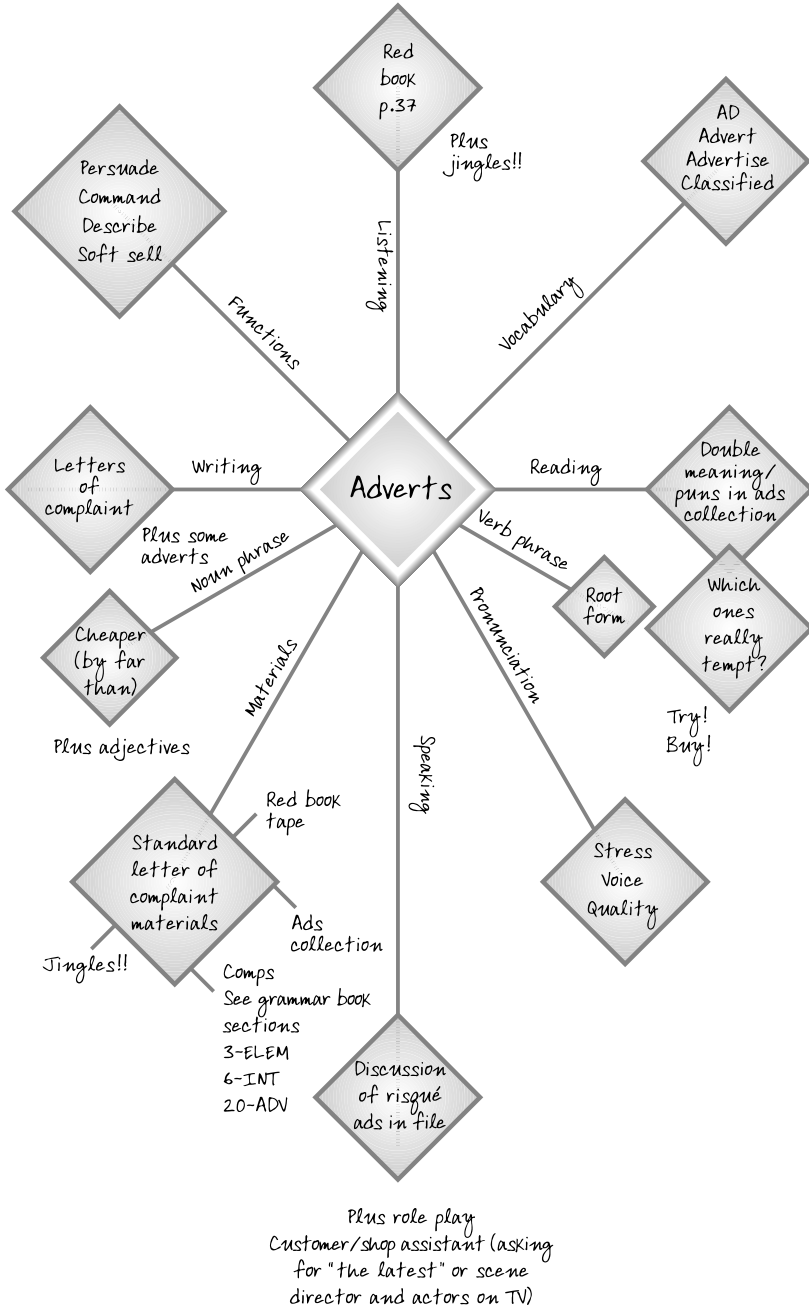 Red
book
p.37
Plus
jingles!!
Listening
AD
Advert
Advertise
Classified
Vocabulary
Persuade
Command
Describe
Soft sell
Functions
Adverts
Letters
of
complaint
Writing
Plus some
adverts
Reading
Double
meaning/
puns in ads
collection
Which
ones
really
tempt?
Try!
Buy!
Verb phrase
Root
form
Noun phrase
Cheaper
(by far
than)
Plus adjectives
Pronunciation
Stress
Voice
Quality
Materials
Standard
letter of
complaint
materials
Red book
tape
Ads
collection
Jingles!!
Comps
See grammar book
sections
3-ELEM
6-INT
20-ADV
Speaking
Discussion
of risqué
ads in file
Plus role play
Customer/shop assistant (asking
for "the latest" or scene
director and actors on TV)